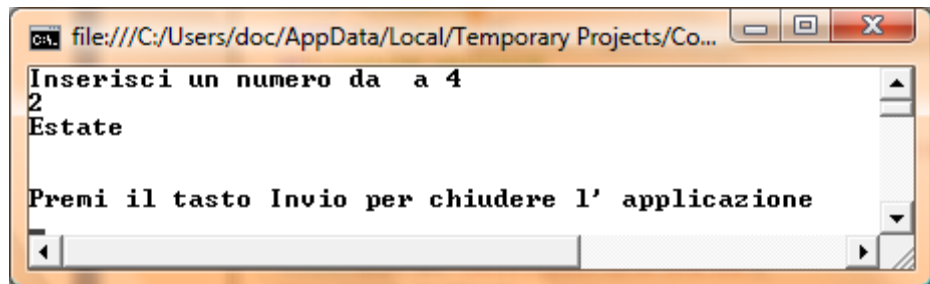 file:///C:/Users/doc/AppData/Local/Temporary Projects/Co...
Inserisci un numero da  a 4
2
Estate
Premi il tasto Invio per chiudere l' applicazione